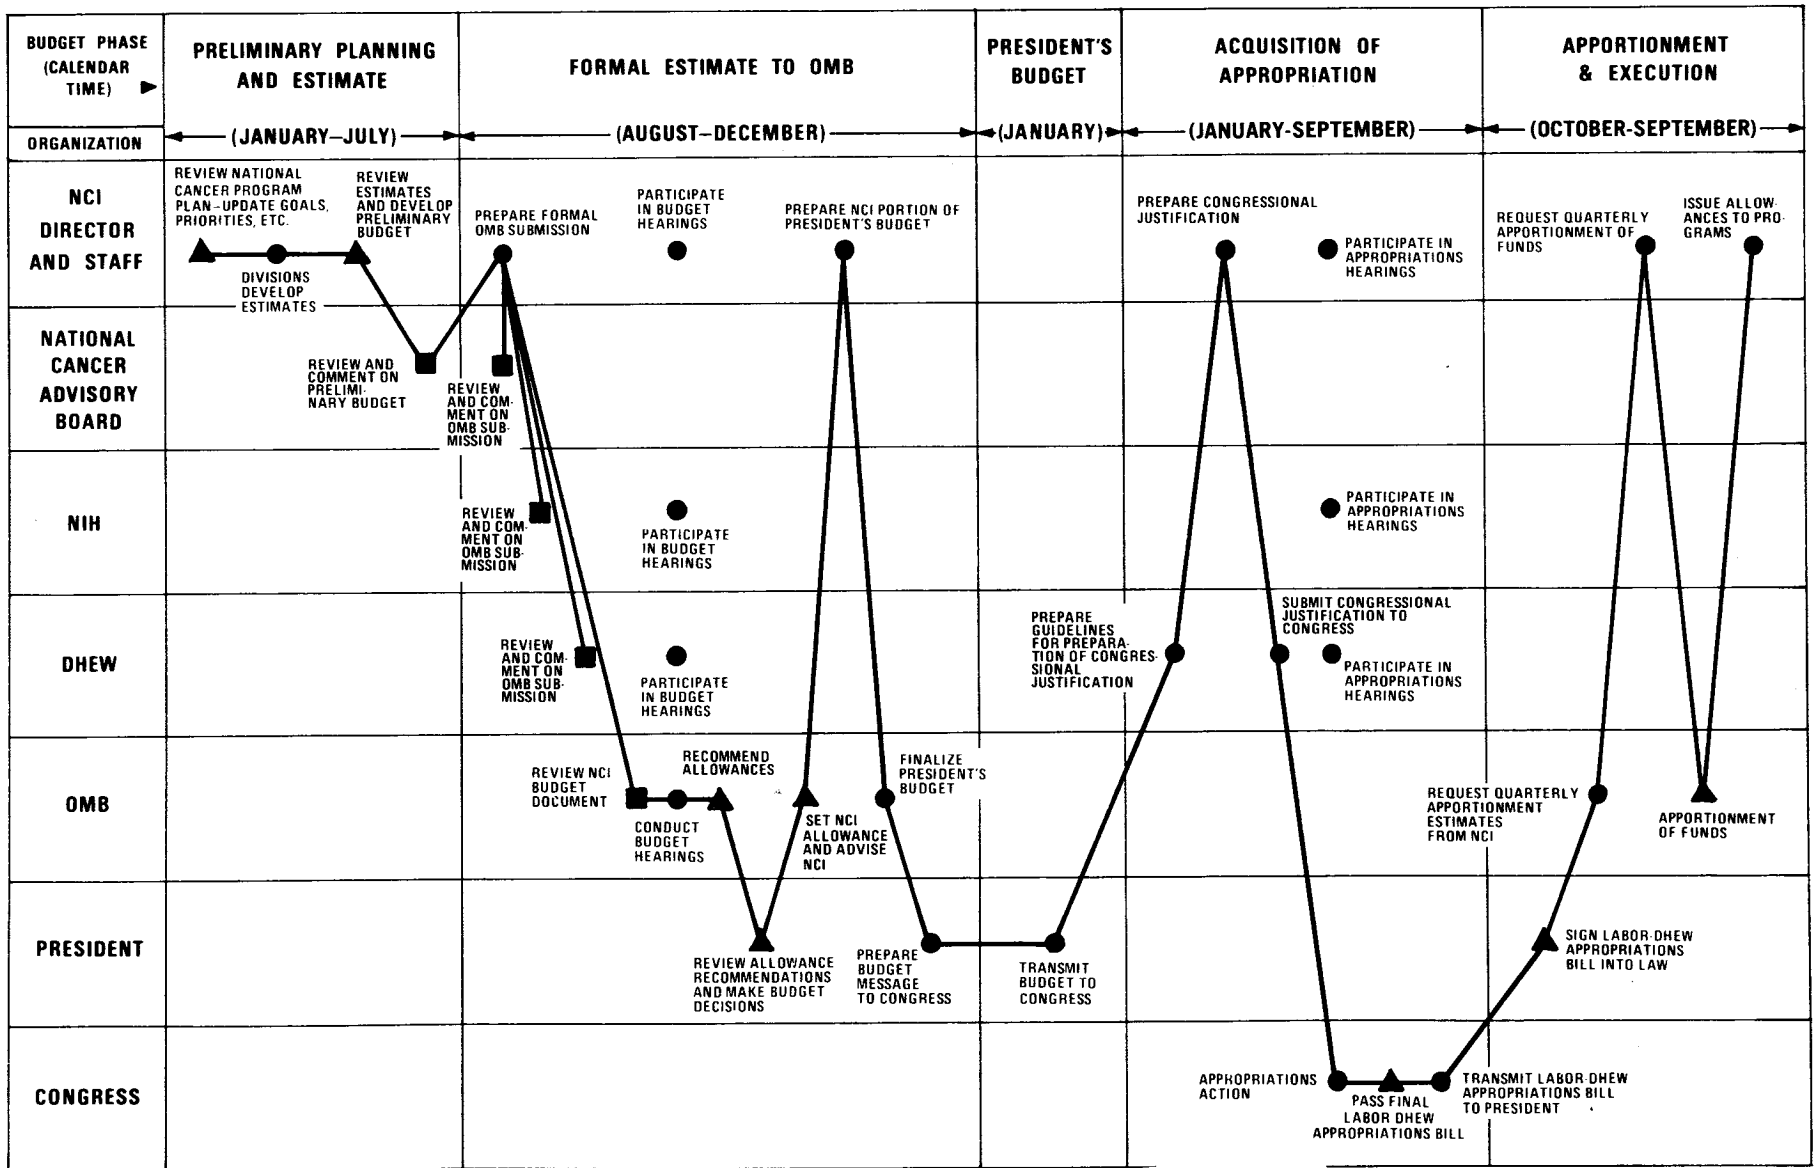 BUDGET PHASE
(CALENDAR
TIME)
PRELIMINARY PLANNING
AND ESTIMATE
FORMAL ESTIMATE TO OMB
PRESIDENT'S
BUDGET
ACQUISITION OF
APPROPRIATION
APPORTIONMENT
& EXECUTION
ORGANIZATION
(JANUARY–JULY)
(AUGUST–DECEMBER)
(JANUARY)
(JANUARY-SEPTEMBER)
(OCTOBER-SEPTEMBER)
NCI
DIRECTOR
AND STAFF
REVIEW NATIONAL
CANCER PROGRAM
PLAN–UPDATE GOALS,
PRIORITIES, ETC.
DIVISIONS
DEVELOP
ESTIMATES
REVIEW
ESTIMATES
AND DEVELOP
PRELIMINARY
BUDGET
PREPARE FORMAL
OMB SUBMISSION
PARTICIPATE
IN BUDGET
HEARINGS
PREPARE NCI PORTION OF
PRESIDENT'S BUDGET
PREPARE CONGRESSIONAL
JUSTIFICATION
PARTICIPATE IN
APPROPRIATIONS
HEARINGS
REQUEST QUARTERLY
APPORTIONMENT OF
FUNDS
ISSUE ALLOW-
ANCES TO PRO-
GRAMS
NATIONAL
CANCER
ADVISORY
BOARD
REVIEW AND
COMMENT ON
PRELIMI-
NARY BUDGET
REVIEW
AND COM-
MENT ON
OMB SUB-
MISSION
NIH
REVIEW
AND COM-
MENT ON
OMB SUB-
MISSION
PARTICIPATE
IN BUDGET
HEARINGS
PARTICIPATE IN
APPROPRIATIONS
HEARINGS
DHEW
REVIEW
AND COM-
MENT ON
OMB SUB-
MISSION
PARTICIPATE
IN BUDGET
HEARINGS
PREPARE
GUIDELINES
FOR PREPARA-
TION OF CONGRES-
SIONAL
JUSTIFICATION
SUBMIT CONGRESSIONAL
JUSTIFICATION TO
CONGRESS
PARTICIPATE IN
APPROPRIATIONS
HEARINGS
OMB
REVIEW NCI
BUDGET
DOCUMENT
CONDUCT
BUDGET
HEARINGS
RECOMMEND
ALLOWANCES
SET NCI
ALLOWANCE
AND ADVISE
NCI
FINALIZE
PRESIDENT'S
BUDGET
REQUEST QUARTERLY
APPORTIONMENT
ESTIMATES
FROM NCI
APPORTIONMENT
OF FUNDS
PRESIDENT
REVIEW ALLOWANCE
RECOMMENDATIONS
AND MAKE BUDGET
DECISIONS
PREPARE
BUDGET
MESSAGE
TO CONGRESS
TRANSMIT
BUDGET TO
CONGRESS
SIGN LABOR-DHEW
APPROPRIATIONS
BILL INTO LAW
CONGRESS
APPROPRIATIONS
ACTION
PASS FINAL
LABOR DHEW
APPROPRIATIONS BILL
TRANSMIT LABOR-DHEW
APPROPRIATIONS BILL
TO PRESIDENT